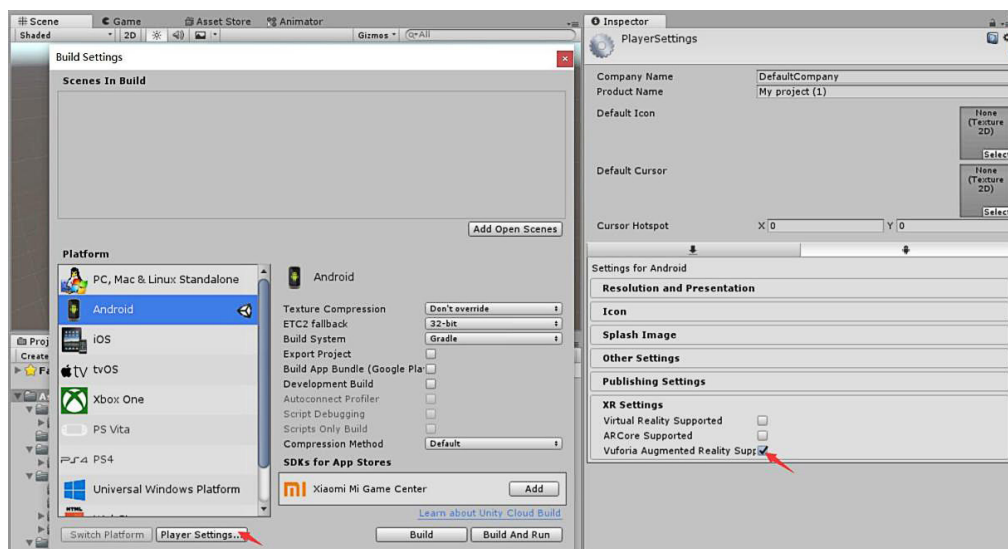 Scene Game Asset Store Animator
Shaded 2D Gizmos All
Build Settings
Scenes In Build
Add Open Scenes
Platform
PC, Mac & Linux Standalone
Android
iOS
tvOS
Xbox One
PS Vita
PS4
Universal Windows Platform
Switch Platform Player Settings...
Android
Texture Compression Don't override
ETC2 fallback 32-bit
Build System Gradle
Export Project
Build App Bundle (Google Pla
Development Build
Autoconnect Profiler
Script Debugging
Scripts Only Build
Compression Method Default
SDKs for App Stores
Xiaomi Mi Game Center Add
Learn about Unity Cloud Build
Build Build And Run
Proj
Create
Fa
Inspector
PlayerSettings
Company Name DefaultCompany
Product Name My project (1)
Default Icon
None
(Texture
2D)
Select
Default Cursor
None
(Texture
2D)
Select
Cursor Hotspot X 0 Y 0
Settings for Android
Resolution and Presentation
Icon
Splash Image
Other Settings
Publishing Settings
XR Settings
Virtual Reality Supported
ARCore Supported
Vuforia Augmented Reality Supp